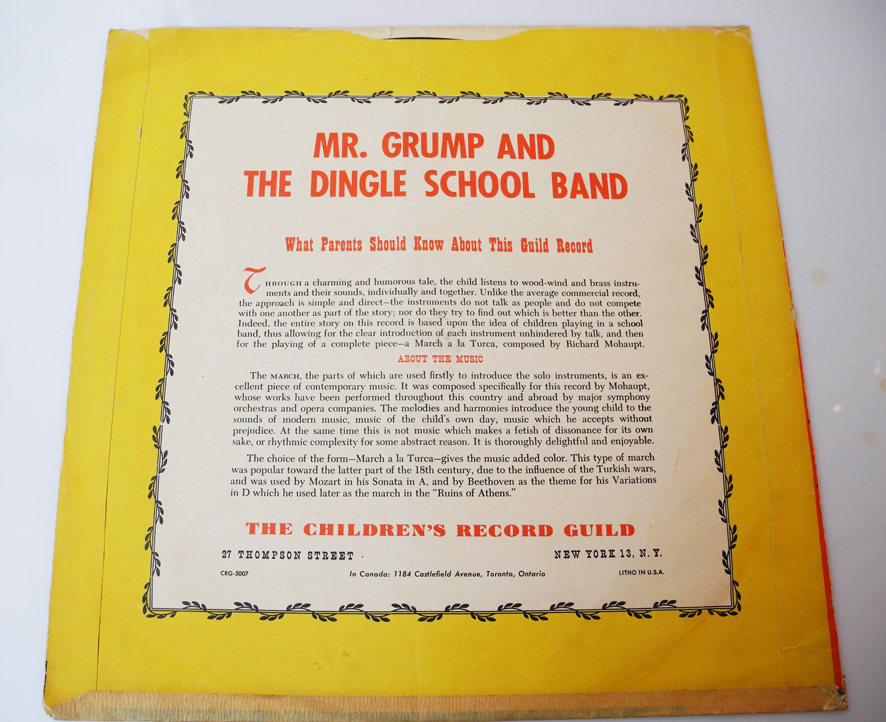 MR. GRUMP AND
THE DINGLE SCHOOL BAND
What Parents Should Know About This Guild Record
THROUGH a charming and humorous tale, the child listens to wood-wind and brass instru-
ments and their sounds, individually and together. Unlike the average commercial record,
the approach is simple and direct—the instruments do not talk as people and do not compete
with one another as part of the story; nor do they try to find out which is better than the other.
Indeed, the entire story on this record is based upon the idea of children playing in a school
band, thus allowing for the clear introduction of each instrument unhindered by talk, and then
for the playing of a complete piece—a March a la Turca, composed by Richard Mohaupt.
ABOUT THE MUSIC
The MARCH, the parts of which are used firstly to introduce the solo instruments, is an ex-
cellent piece of contemporary music. It was composed specifically for this record by Mohaupt,
whose works have been performed throughout this country and abroad by major symphony
orchestras and opera companies. The melodies and harmonies introduce the young child to the
sounds of modern music, music of the child's own day, music which he accepts without
prejudice. At the same time this is not music which makes a fetish of dissonance for its own
sake, or rhythmic complexity for some abstract reason. It is thoroughly delightful and enjoyable.
The choice of the form—March a la Turca—gives the music added color. This type of march
was popular toward the latter part of the 18th century, due to the influence of the Turkish wars,
and was used by Mozart in his Sonata in A, and by Beethoven as the theme for his Variations
in D which he used later as the march in the "Ruins of Athens."
THE CHILDREN'S RECORD GUILD
27 THOMPSON STREET NEW YORK 13, N. Y.
CRG-5007 In Canada: 1184 Castlefield Avenue, Toronto, Ontario LITHO IN U.S.A.